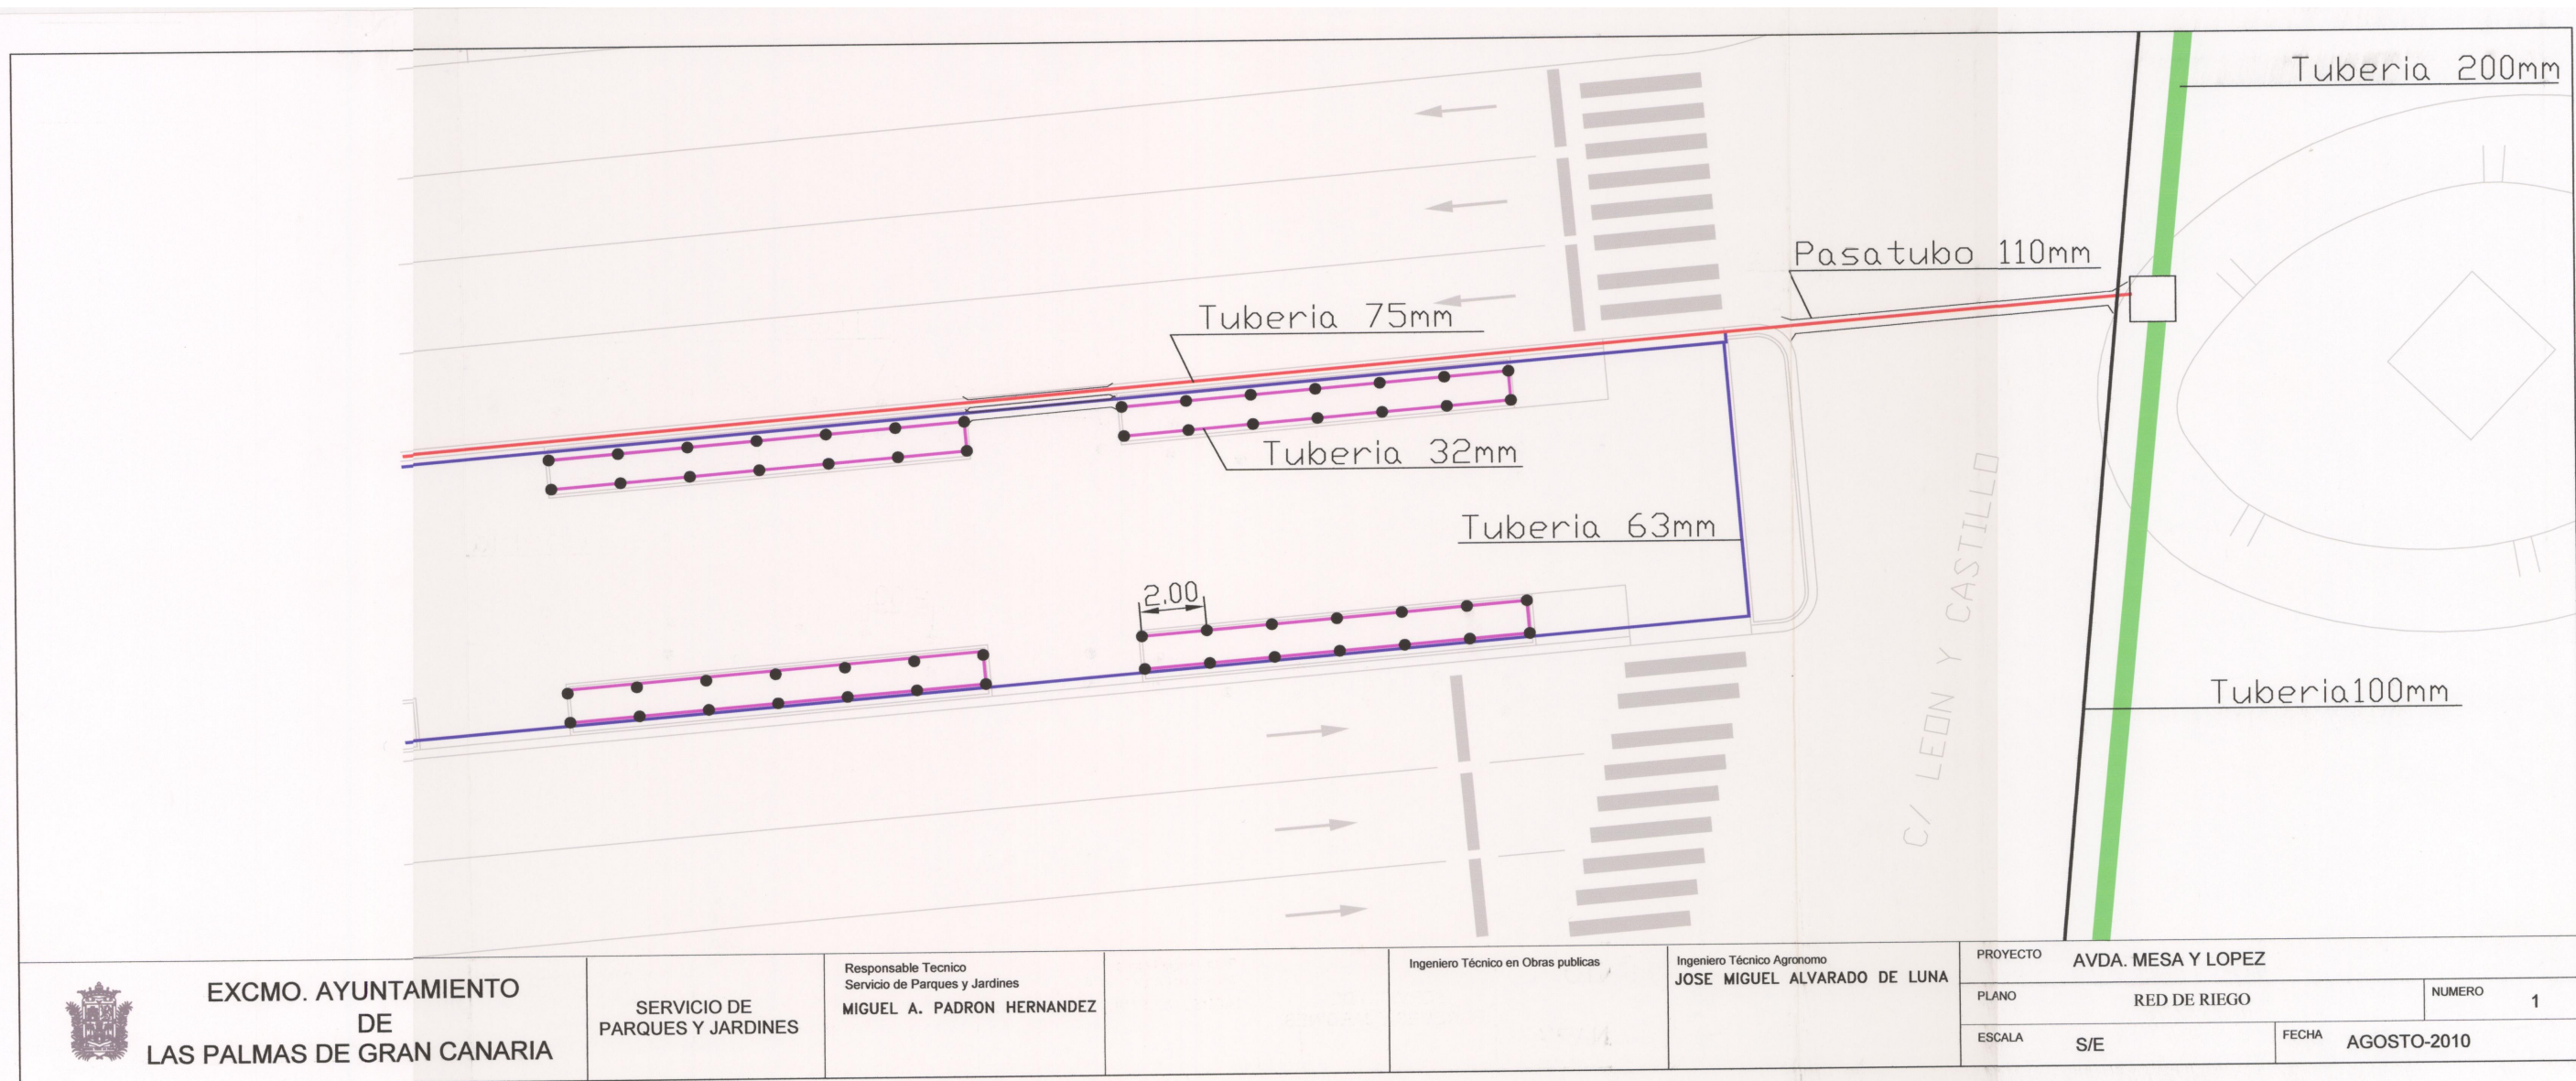 Tuberia 200mm
Pasatubo 110mm
Tuberia 75mm
Tuberia 32mm
Tuberia 63mm
2.00
C/ LEON Y CASTILLO
Tuberia100mm
EXCMO. AYUNTAMIENTO
DE
LAS PALMAS DE GRAN CANARIA
SERVICIO DE
PARQUES Y JARDINES
Responsable Tecnico
Servicio de Parques y Jardines
MIGUEL A. PADRON HERNANDEZ
Ingeniero Técnico en Obras publicas
Ingeniero Técnico Agronomo
JOSE MIGUEL ALVARADO DE LUNA
PROYECTO AVDA. MESA Y LOPEZ
PLANO RED DE RIEGO
NUMERO 1
ESCALA S/E
FECHA AGOSTO-2010